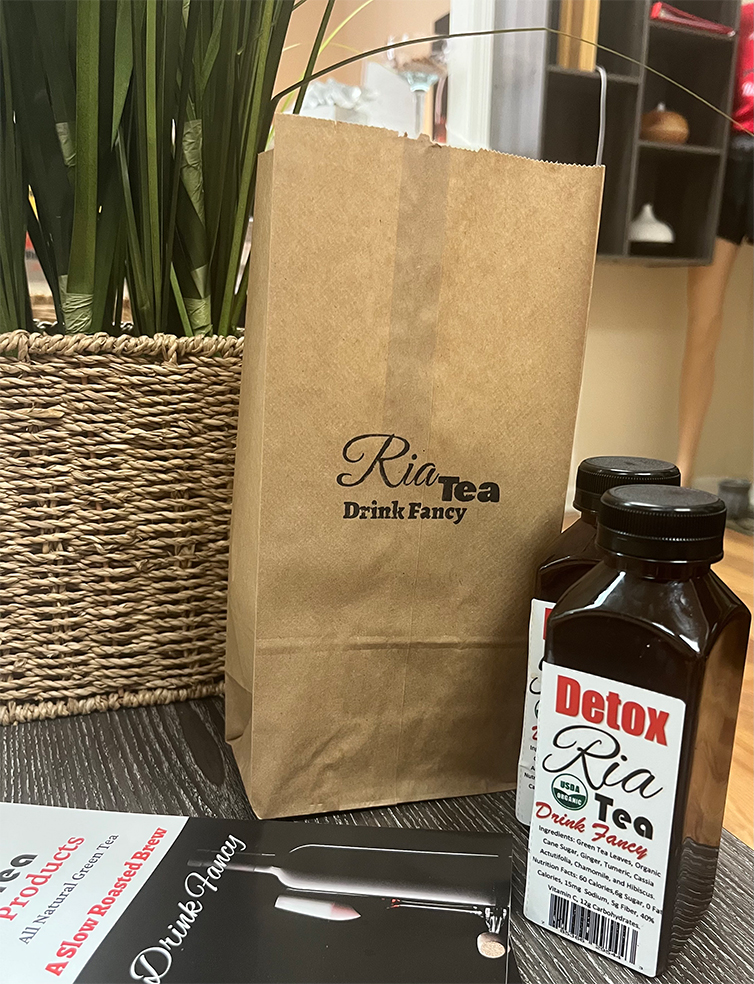 Ria
Tea
Drink Fancy
Detox
Ria
USDA
ORGANIC
Tea
Drink Fancy
Ingredients: Green Tea Leaves, Organic
Cane Sugar, Ginger, Tumeric, Cassia
Actutifolia, Chamomile, and Hibiscus.
Nutrition Facts: 60 Calories,6g Sugar, 0 Fat
Calories, 15mg Sodium, 5g Fiber, 40%
Vitamin C, 12g Carbohydrates.
Tea
Products
All Natural Green Tea
A Slow Roasted Brew
Drink Fancy